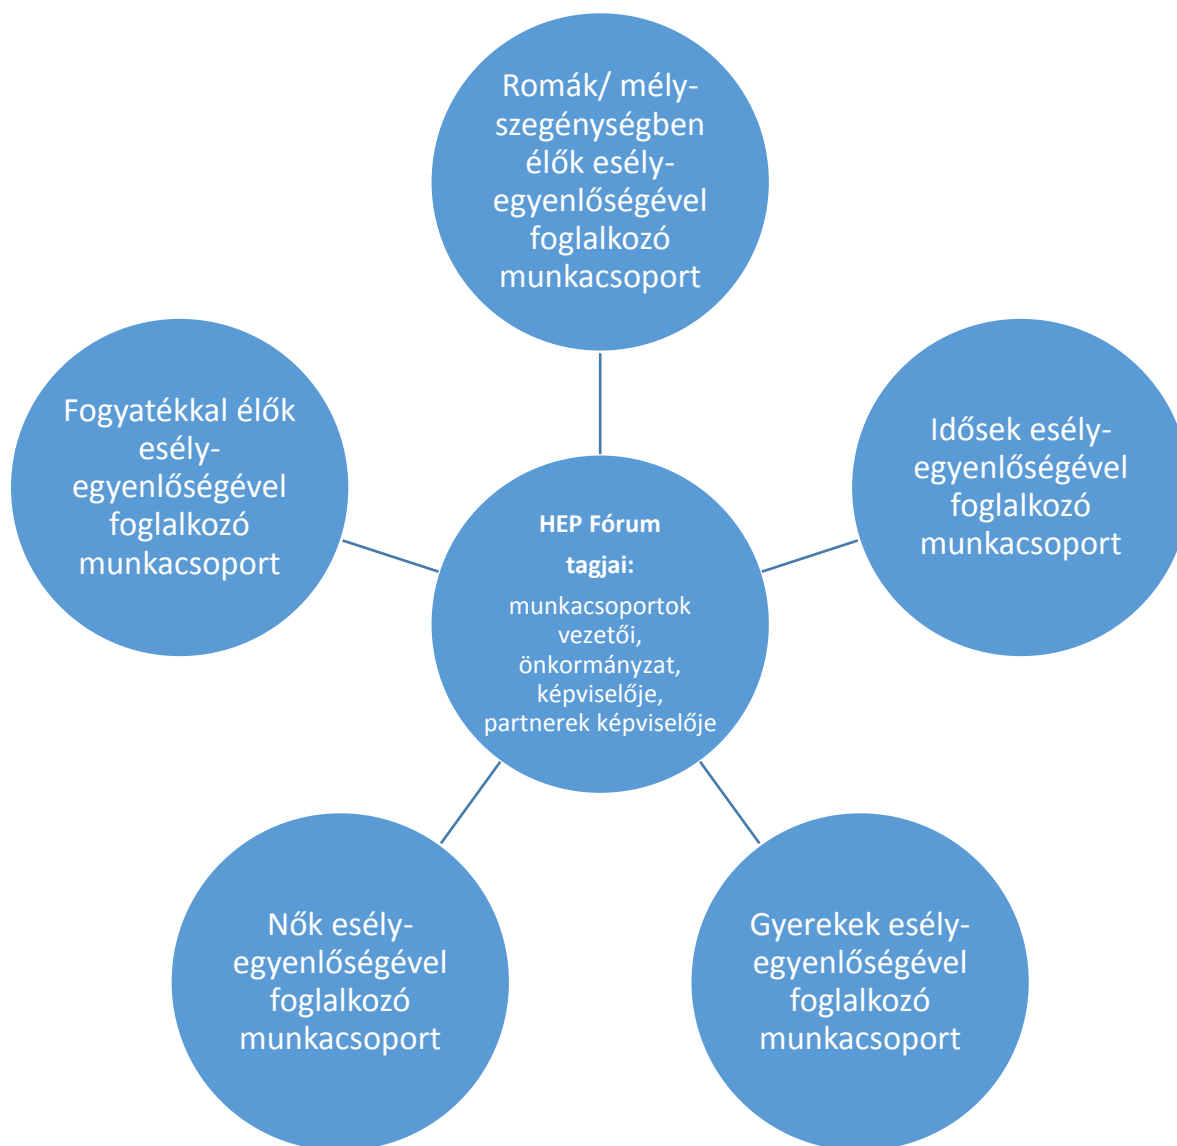 Romák/ mély-
szegénységben
élők esély-
egyenlőségével
foglalkozó
munkacsoport
Fogyatékkal élők
esély-
egyenlőségével
foglalkozó
munkacsoport
Idősek esély-
egyenlőségével
foglalkozó
munkacsoport
HEP Fórum
tagjai:
munkacsoportok
vezetői,
önkormányzat,
képviselője,
partnerek képviselője
Nők esély-
egyenlőségével
foglalkozó
munkacsoport
Gyerekek esély-
egyenlőségével
foglalkozó
munkacsoport